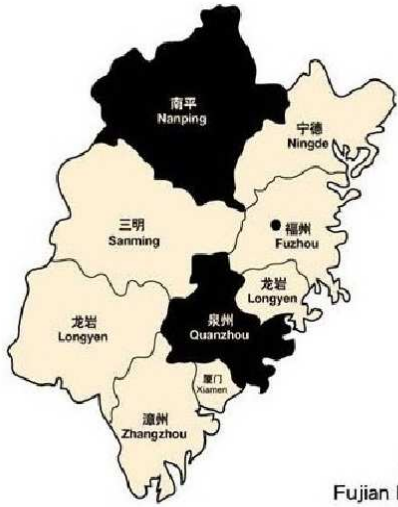 南平
Nanping
宁德
Ningde
三明
Sanming
福州
Fuzhou
龙岩
Longyen
龙岩
Longyen
泉州
Quanzhou
厦门
Xiamen
漳州
Zhangzhou
Fujian